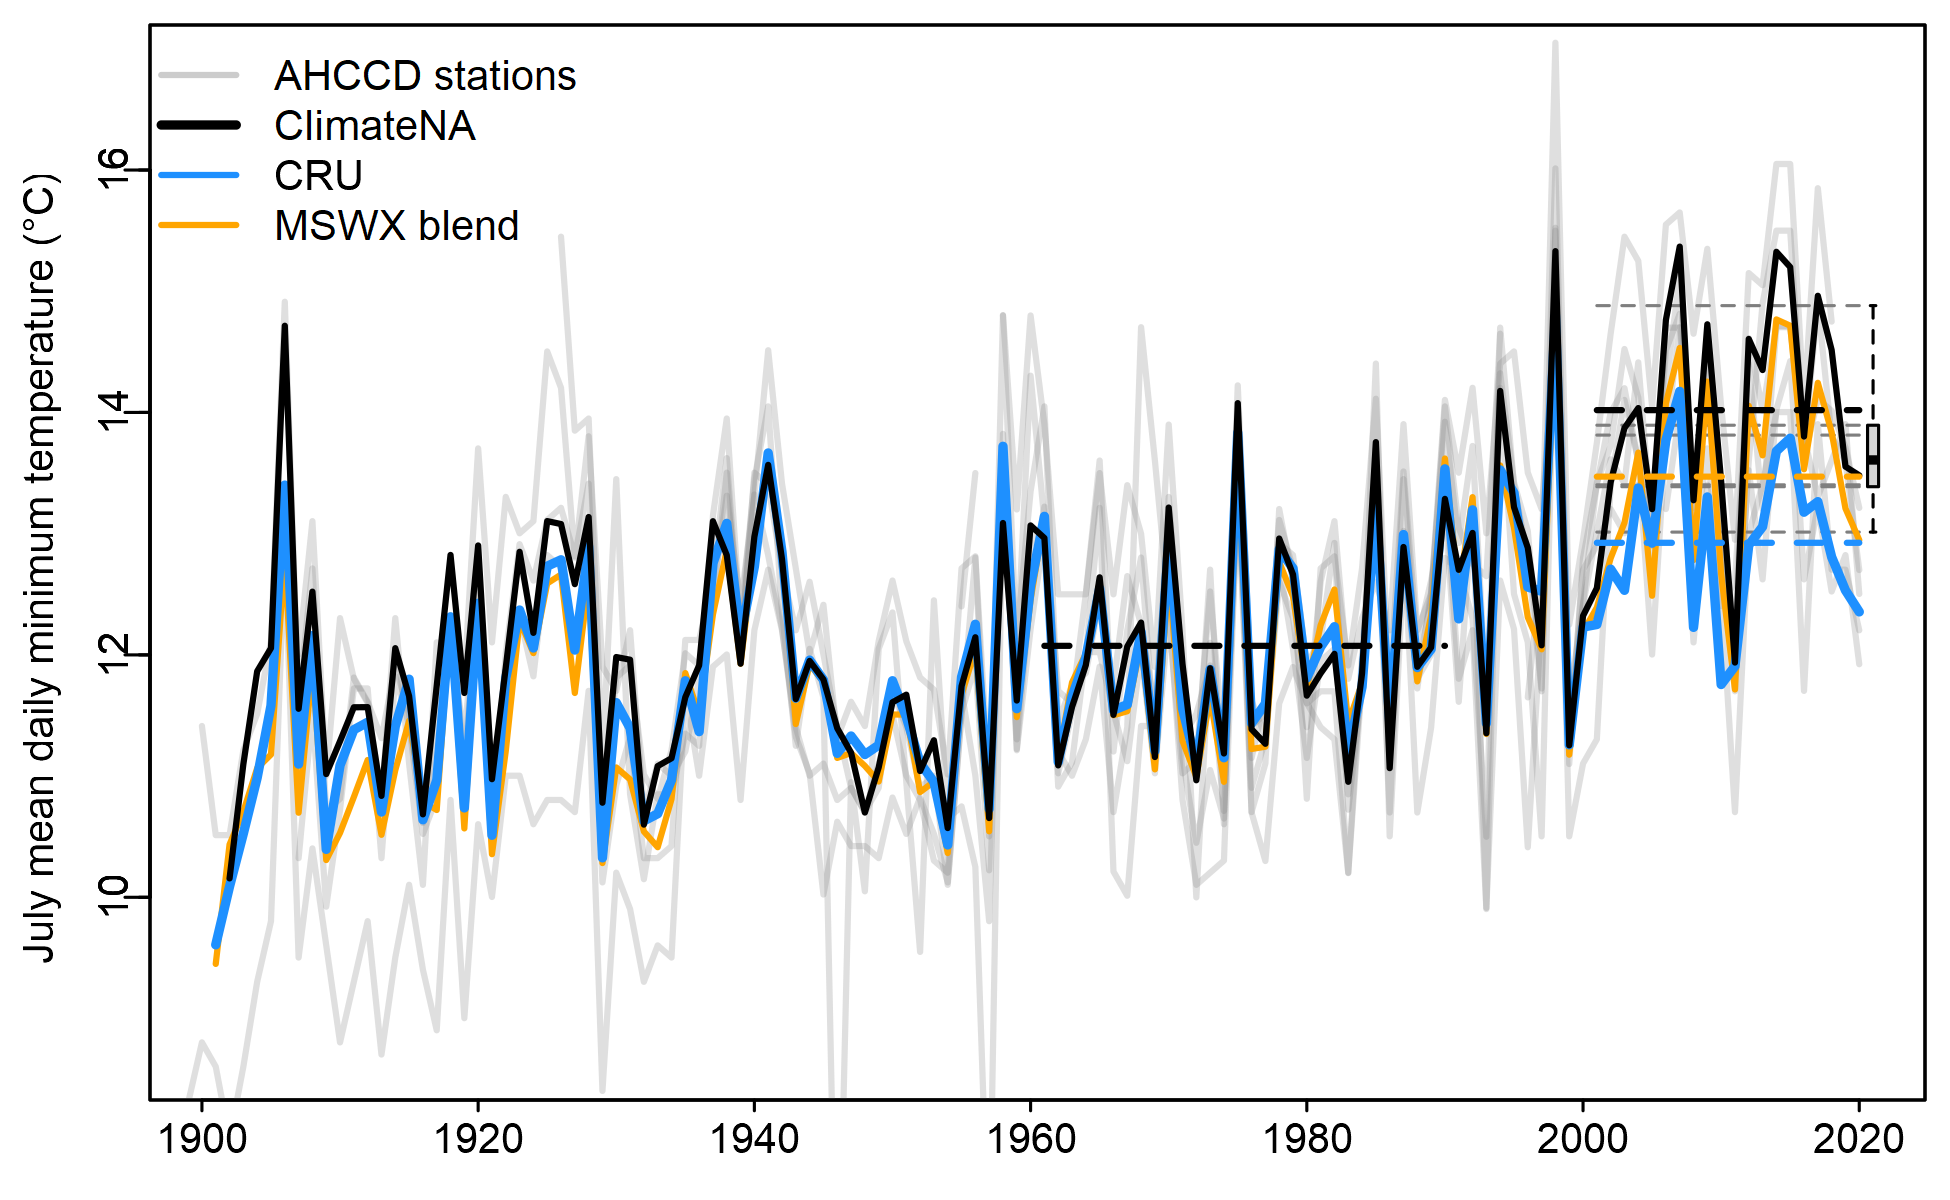 AHCCD stations
ClimateNA
CRU
MSWX blend
July mean daily minimum temperature (°C)
16
14
12
10
1900 1920 1940 1960 1980 2000 2020